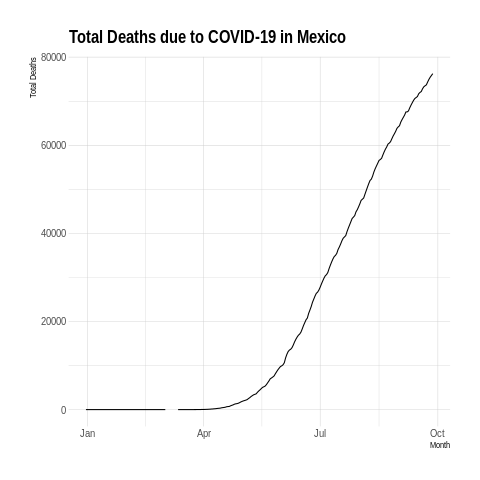 Total Deaths due to COVID-19 in Mexico
Total Deaths
80000
60000
40000
20000
0
Jan Apr Jul Oct
Month